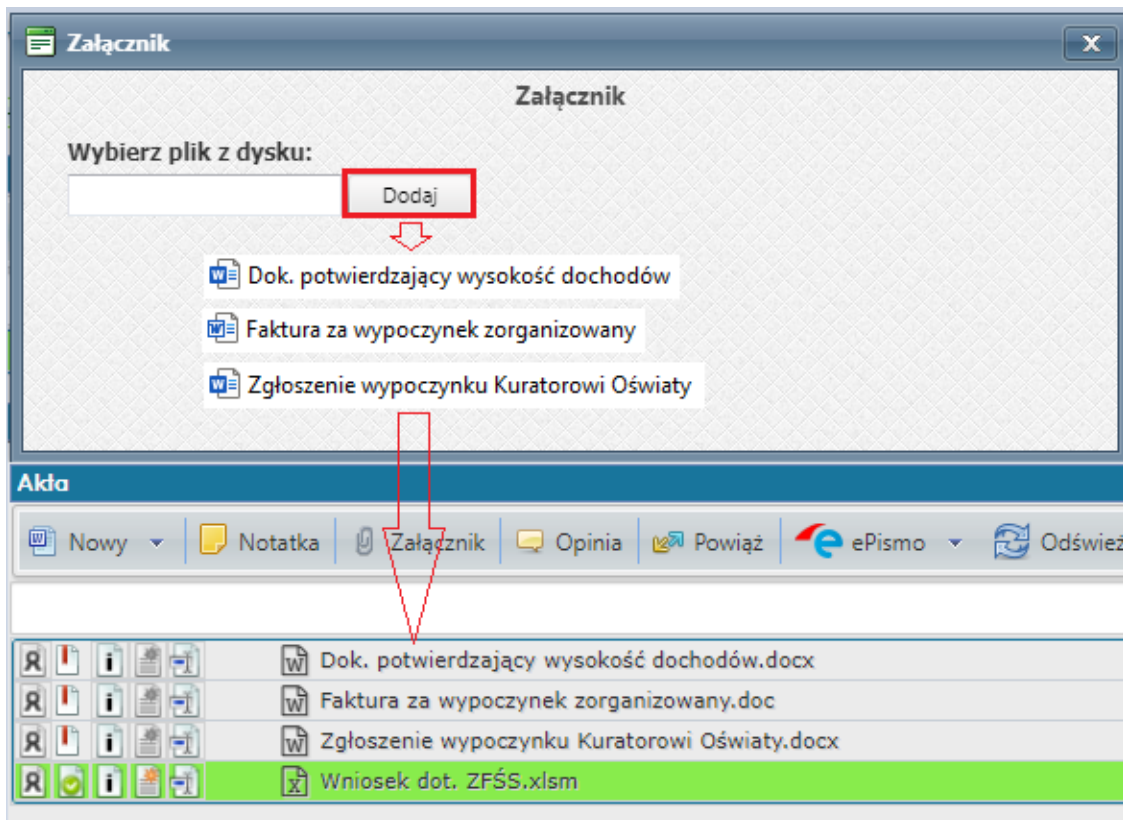 Załącznik
x
Załącznik
Wybierz plik z dysku:
Dodaj
Dok. potwierdzający wysokość dochodów
Faktura za wypoczynek zorganizowany
Zgłoszenie wypoczynku Kuratorowi Oświaty
Akta
Nowy Notatka Załącznik Opinia Powiąż ePismo Odśwież
Dok. potwierdzający wysokość dochodów.docx
Faktura za wypoczynek zorganizowany.doc
Zgłoszenie wypoczynku Kuratorowi Oświaty.docx
Wniosek dot. ZFŚS.xlsm